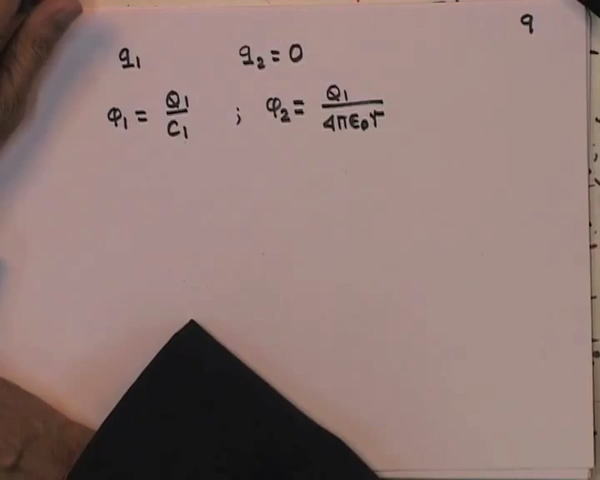 9
q₁ q₂ = 0
φ₁ = Q₁/C₁ ; φ₂ = Q₁/4πϵ₀r